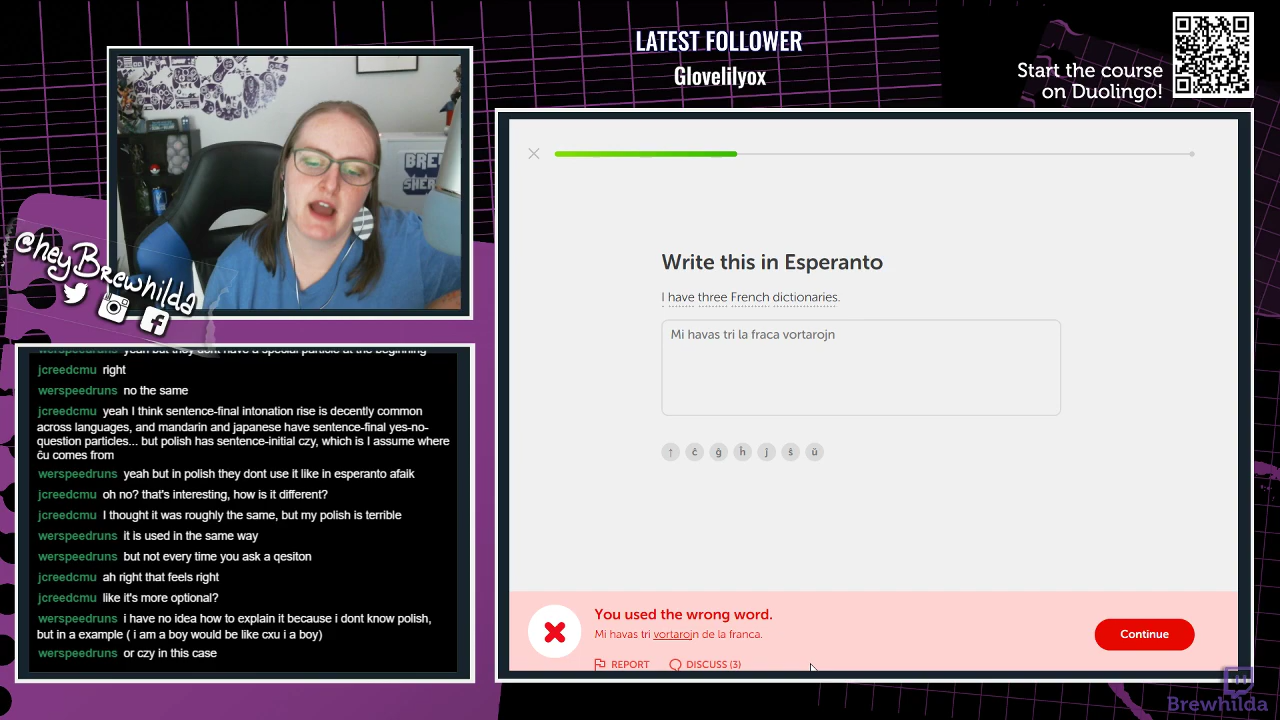 LATEST FOLLOWER
Glovelilyox
Start the course
on Duolingo!
BRE
SHE
@heyBrewhilda
Write this in Esperanto
I have three French dictionaries.
Mi havas tri la fraca vortarojn
↑ ĉ ĝ ĥ ĵ ŝ ŭ
You used the wrong word.
Mi havas tri vortarojn de la franca.
Continue
REPORT DISCUSS (3)
werspeedruns yeah but they dont have a special particle at the beginning
jcreedcmu right
werspeedruns no the same
jcreedcmu yeah I think sentence-final intonation rise is decently common
across languages, and mandarin and japanese have sentence-final yes-no-
question particles... but polish has sentence-initial czy, which is I assume where
ĉu comes from
werspeedruns yeah but in polish they dont use it like in esperanto afaik
jcreedcmu oh no? that's interesting, how is it different?
jcreedcmu I thought it was roughly the same, but my polish is terrible
werspeedruns it is used in the same way
werspeedruns but not every time you ask a qesiton
jcreedcmu ah right that feels right
jcreedcmu like it's more optional?
werspeedruns i have no idea how to explain it because i dont know polish,
but in a example ( i am a boy would be like cxu i a boy)
werspeedruns or czy in this case
Brewhilda